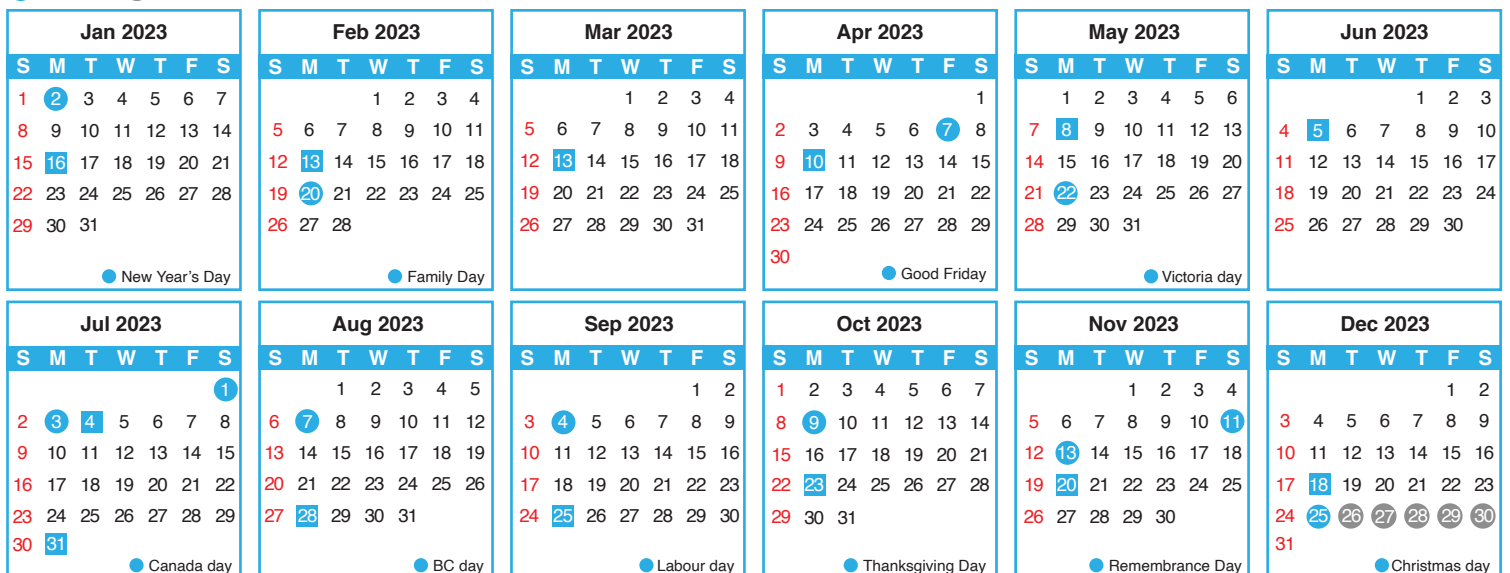 Jan 2023
S M T W T F S
1 2 3 4 5 6 7
8 9 10 11 12 13 14
15 16 17 18 19 20 21
22 23 24 25 26 27 28
29 30 31
New Year's Day
Feb 2023
S M T W T F S
1 2 3 4
5 6 7 8 9 10 11
12 13 14 15 16 17 18
19 20 21 22 23 24 25
26 27 28
Family Day
Mar 2023
S M T W T F S
1 2 3 4
5 6 7 8 9 10 11
12 13 14 15 16 17 18
19 20 21 22 23 24 25
26 27 28 29 30 31
Apr 2023
S M T W T F S
1
2 3 4 5 6 7 8
9 10 11 12 13 14 15
16 17 18 19 20 21 22
23 24 25 26 27 28 29
30
Good Friday
May 2023
S M T W T F S
1 2 3 4 5 6
7 8 9 10 11 12 13
14 15 16 17 18 19 20
21 22 23 24 25 26 27
28 29 30 31
Victoria day
Jun 2023
S M T W T F S
1 2 3
4 5 6 7 8 9 10
11 12 13 14 15 16 17
18 19 20 21 22 23 24
25 26 27 28 29 30
Jul 2023
S M T W T F S
1
2 3 4 5 6 7 8
9 10 11 12 13 14 15
16 17 18 19 20 21 22
23 24 25 26 27 28 29
30 31
Canada day
Aug 2023
S M T W T F S
1 2 3 4 5
6 7 8 9 10 11 12
13 14 15 16 17 18 19
20 21 22 23 24 25 26
27 28 29 30 31
BC day
Sep 2023
S M T W T F S
1 2
3 4 5 6 7 8 9
10 11 12 13 14 15 16
17 18 19 20 21 22 23
24 25 26 27 28 29 30
Labour day
Oct 2023
S M T W T F S
1 2 3 4 5 6 7
8 9 10 11 12 13 14
15 16 17 18 19 20 21
22 23 24 25 26 27 28
29 30 31
Thanksgiving Day
Nov 2023
S M T W T F S
1 2 3 4
5 6 7 8 9 10 11
12 13 14 15 16 17 18
19 20 21 22 23 24 25
26 27 28 29 30
Remembrance Day
Dec 2023
S M T W T F S
1 2
3 4 5 6 7 8 9
10 11 12 13 14 15 16
17 18 19 20 21 22 23
24 25 26 27 28 29 30
31
Christmas day